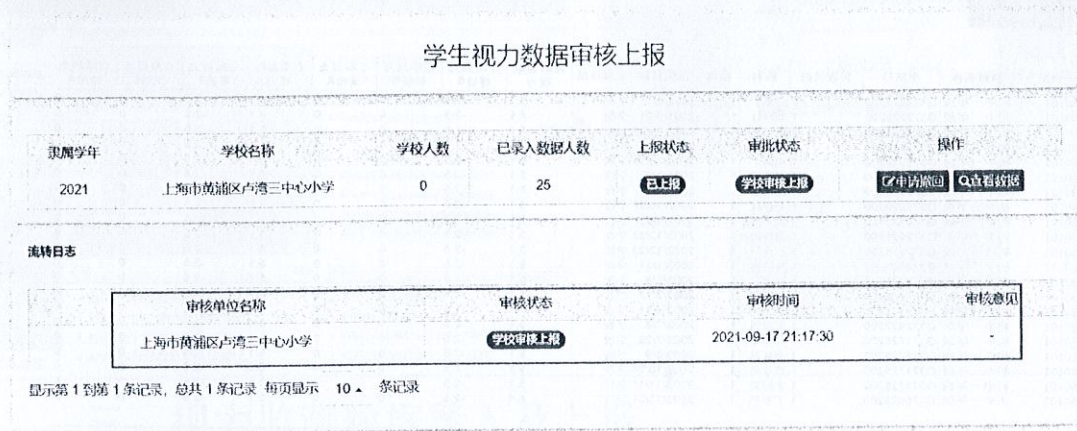 学生视力数据审核上报
隶属学年 学校名称 学校人数 已录入数据人数 上报状态 审批状态 操作
2021 上海市黄浦区卢湾三中心小学 0 25 已上报 学校审核上报 申请撤回 查看数据
流转日志
审核单位名称 审核状态 审核时间 审核意见
上海市黄浦区卢湾三中心小学 学校审核上报 2021-09-17 21:17:30 -
显示第 1 到第 1 条记录，总共 1 条记录 每页显示 10 条记录